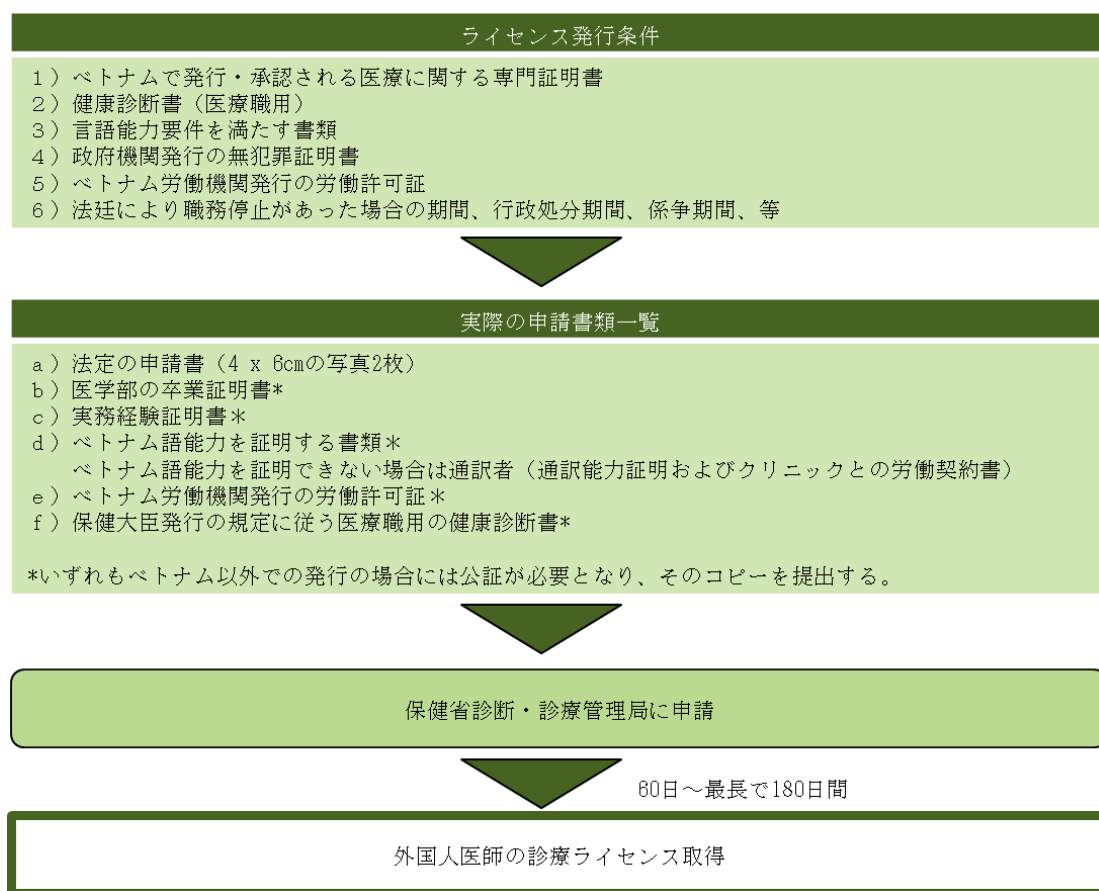 ライセンス発行条件
1）ベトナムで発行・承認される医療に関する専門証明書
2）健康診断書（医療職用）
3）言語能力要件を満たす書類
4）政府機関発行の無犯罪証明書
5）ベトナム労働機関発行の労働許可証
6）法廷により職務停止があった場合の期間、行政処分期間、係争期間、等
実際の申請書類一覧
a）法定の申請書（4 x 6cmの写真2枚）
b）医学部の卒業証明書*
c）実務経験証明書＊
d）ベトナム語能力を証明する書類＊
ベトナム語能力を証明できない場合は通訳者（通訳能力証明およびクリニックとの労働契約書）
e）ベトナム労働機関発行の労働許可証＊
f）保健大臣発行の規定に従う医療職用の健康診断書*
*いずれもベトナム以外での発行の場合には公証が必要となり、そのコピーを提出する。
保健省診断・診療管理局に申請
60日～最長で180日間
外国人医師の診療ライセンス取得